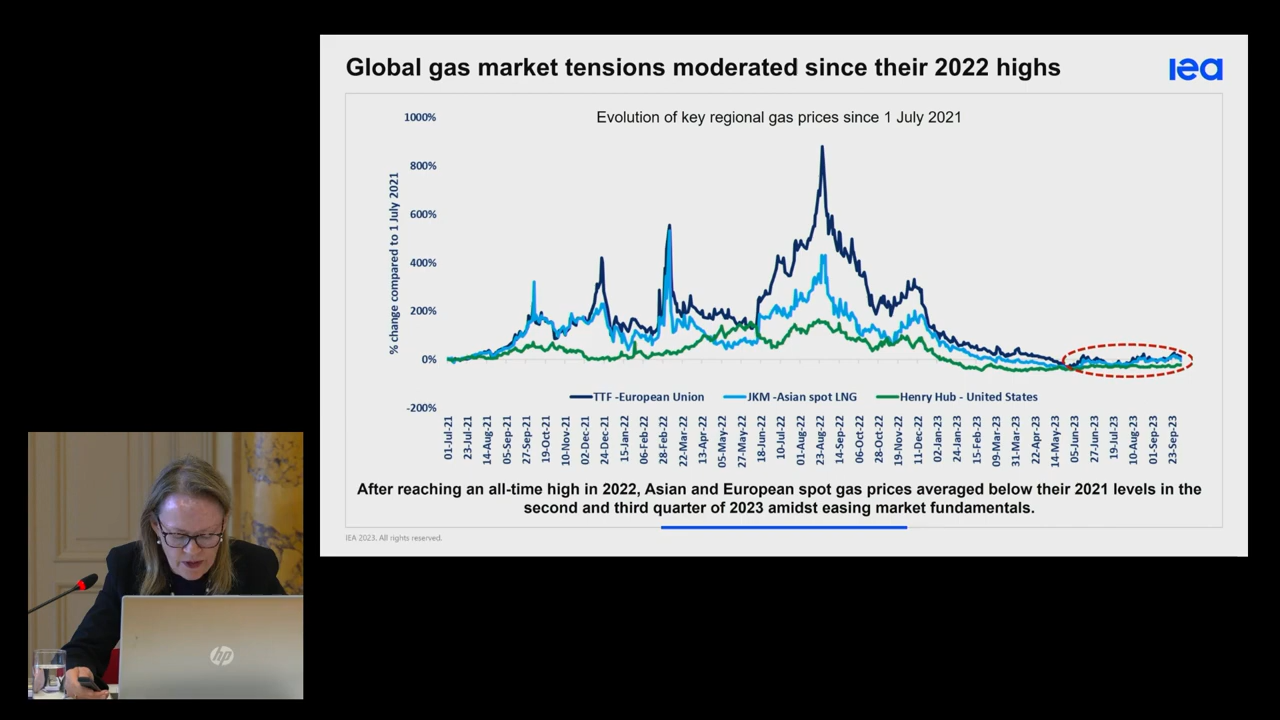 Global gas market tensions moderated since their 2022 highs
iea
Evolution of key regional gas prices since 1 July 2021
% change compared to 1 July 2021
1000%
800%
600%
400%
200%
0%
-200%
TTF -European Union
JKM -Asian spot LNG
Henry Hub - United States
01-Jul-21
23-Jul-21
14-Aug-21
05-Sep-21
27-Sep-21
19-Oct-21
10-Nov-21
02-Dec-21
24-Dec-21
15-Jan-22
06-Feb-22
28-Feb-22
22-Mar-22
13-Apr-22
05-May-22
27-May-22
18-Jun-22
10-Jul-22
01-Aug-22
23-Aug-22
14-Sep-22
06-Oct-22
28-Oct-22
19-Nov-22
11-Dec-22
02-Jan-23
24-Jan-23
15-Feb-23
09-Mar-23
31-Mar-23
22-Apr-23
14-May-23
05-Jun-23
27-Jun-23
19-Jul-23
10-Aug-23
01-Sep-23
23-Sep-23
After reaching an all-time high in 2022, Asian and European spot gas prices averaged below their 2021 levels in the
second and third quarter of 2023 amidst easing market fundamentals.
IEA 2023. All rights reserved.
hp